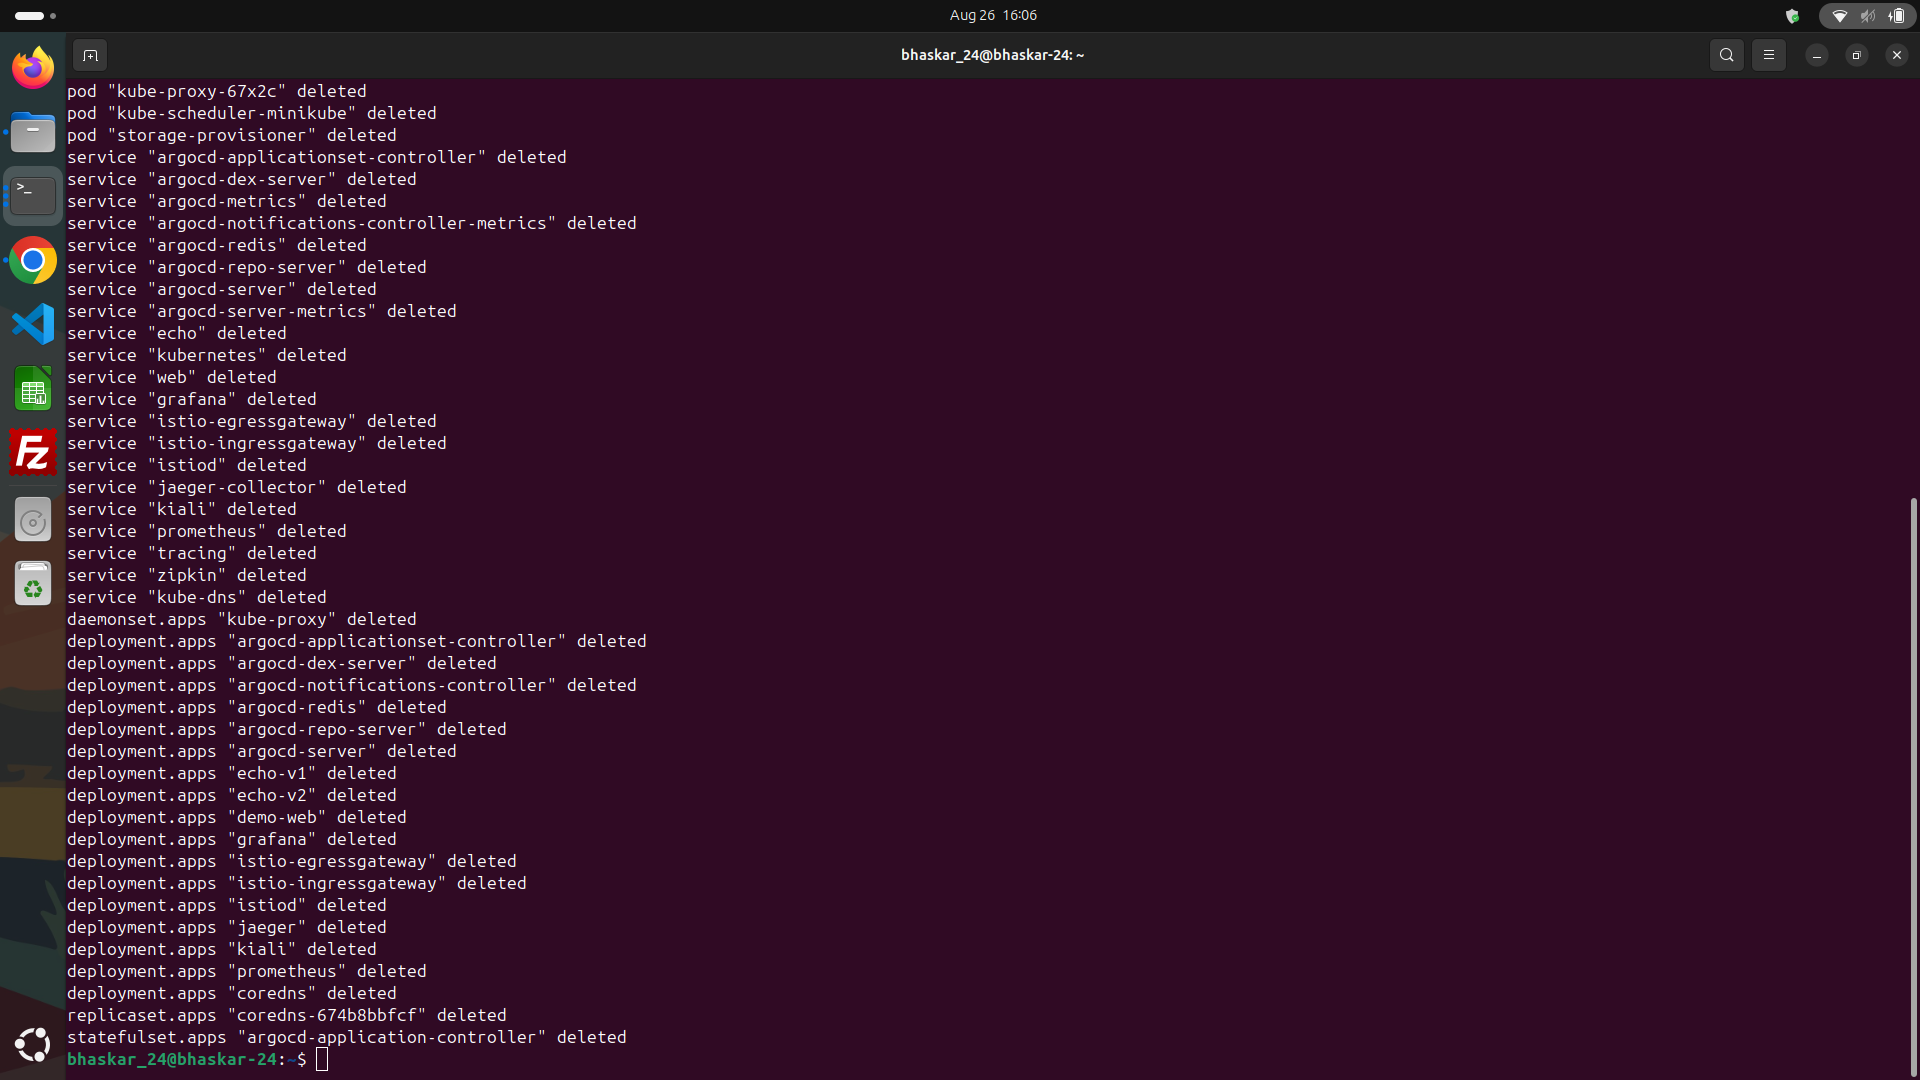 Aug 26 16:06
bhaskar_24@bhaskar-24: ~
pod "kube-proxy-67x2c" deleted
pod "kube-scheduler-minikube" deleted
pod "storage-provisioner" deleted
service "argocd-applicationset-controller" deleted
service "argocd-dex-server" deleted
service "argocd-metrics" deleted
service "argocd-notifications-controller-metrics" deleted
service "argocd-redis" deleted
service "argocd-repo-server" deleted
service "argocd-server" deleted
service "argocd-server-metrics" deleted
service "echo" deleted
service "kubernetes" deleted
service "web" deleted
service "grafana" deleted
service "istio-egressgateway" deleted
service "istio-ingressgateway" deleted
service "istiod" deleted
service "jaeger-collector" deleted
service "kiali" deleted
service "prometheus" deleted
service "tracing" deleted
service "zipkin" deleted
service "kube-dns" deleted
daemonset.apps "kube-proxy" deleted
deployment.apps "argocd-applicationset-controller" deleted
deployment.apps "argocd-dex-server" deleted
deployment.apps "argocd-notifications-controller" deleted
deployment.apps "argocd-redis" deleted
deployment.apps "argocd-repo-server" deleted
deployment.apps "argocd-server" deleted
deployment.apps "echo-v1" deleted
deployment.apps "echo-v2" deleted
deployment.apps "demo-web" deleted
deployment.apps "grafana" deleted
deployment.apps "istio-egressgateway" deleted
deployment.apps "istio-ingressgateway" deleted
deployment.apps "istiod" deleted
deployment.apps "jaeger" deleted
deployment.apps "kiali" deleted
deployment.apps "prometheus" deleted
deployment.apps "coredns" deleted
replicaset.apps "coredns-674b8bbfcf" deleted
statefulset.apps "argocd-application-controller" deleted
bhaskar_24@bhaskar-24:~$